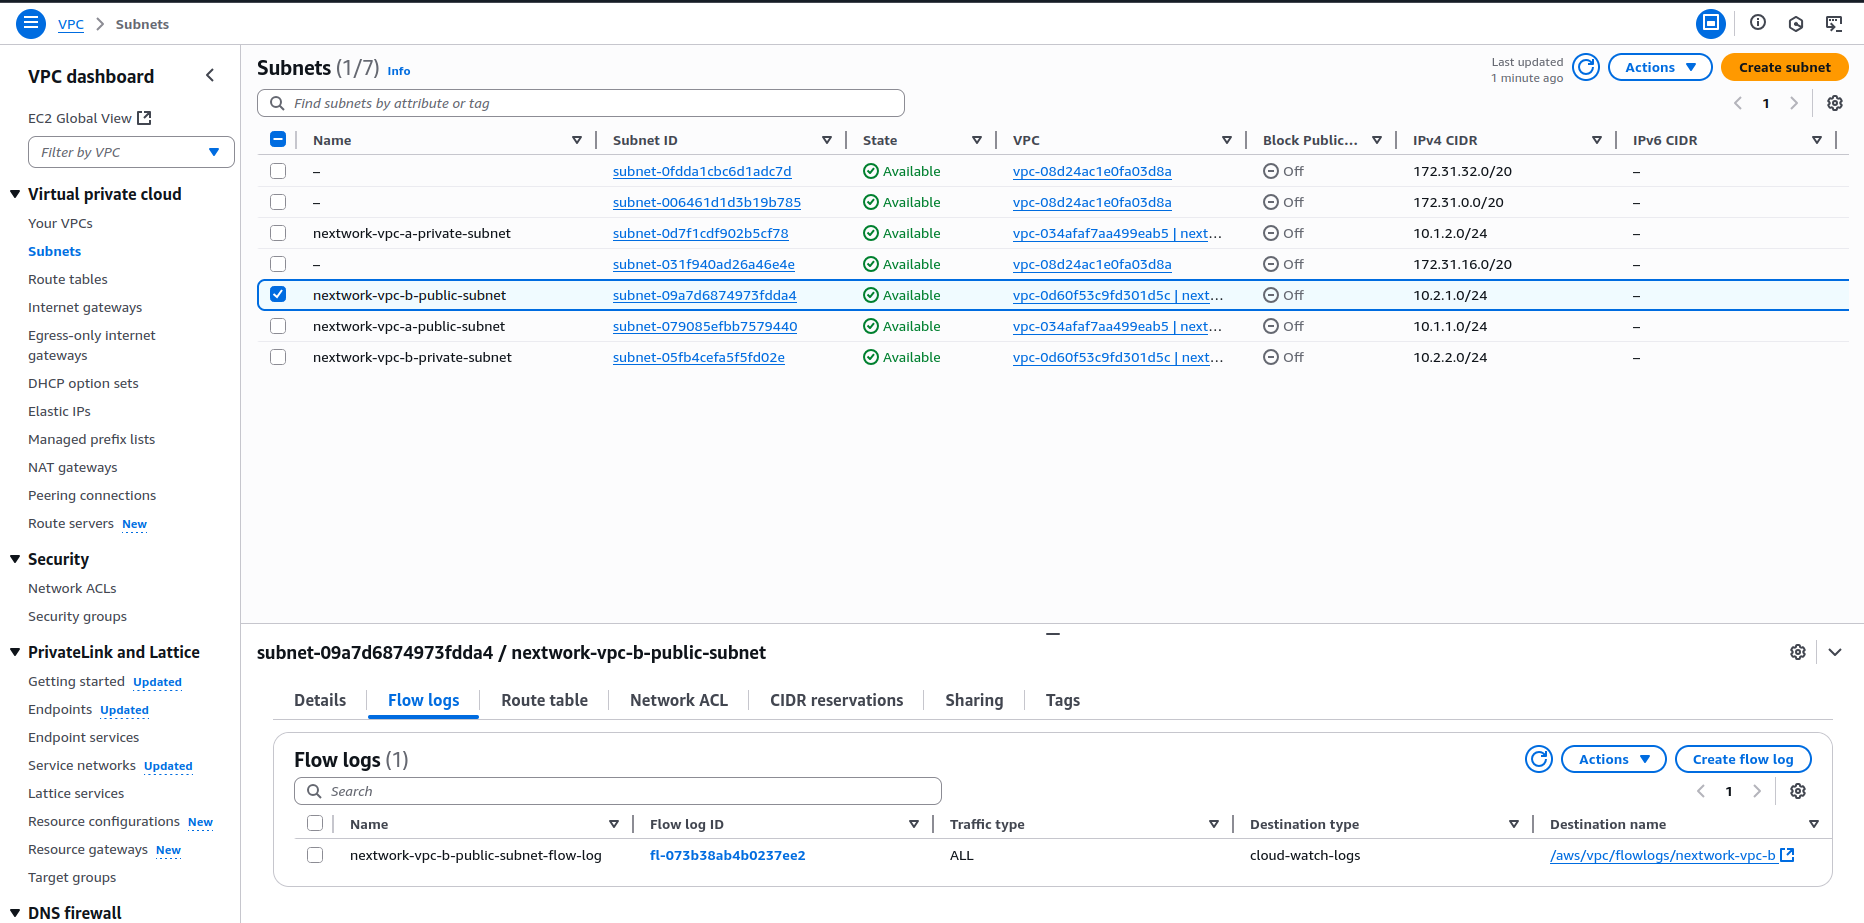 VPC > Subnets
VPC dashboard
EC2 Global View
Filter by VPC
Virtual private cloud
Your VPCs
Subnets
Route tables
Internet gateways
Egress-only internet
gateways
DHCP option sets
Elastic IPs
Managed prefix lists
NAT gateways
Peering connections
Route servers New
Security
Network ACLs
Security groups
PrivateLink and Lattice
Getting started Updated
Endpoints Updated
Endpoint services
Service networks Updated
Lattice services
Resource configurations New
Resource gateways New
Target groups
DNS firewall
Subnets (1/7) Info
Last updated
1 minute ago
Actions
Create subnet
Find subnets by attribute or tag
1
Name Subnet ID State VPC Block Public... IPv4 CIDR IPv6 CIDR
– subnet-0fdda1cbc6d1adc7d Available vpc-08d24ac1e0fa03d8a Off 172.31.32.0/20 –
– subnet-006461d1d3b19b785 Available vpc-08d24ac1e0fa03d8a Off 172.31.0.0/20 –
nextwork-vpc-a-private-subnet subnet-0d7f1cdf902b5cf78 Available vpc-034afaf7aa499eab5 | next... Off 10.1.2.0/24 –
– subnet-031f940ad26a46e4e Available vpc-08d24ac1e0fa03d8a Off 172.31.16.0/20 –
nextwork-vpc-b-public-subnet subnet-09a7d6874973fdda4 Available vpc-0d60f53c9fd301d5c | next... Off 10.2.1.0/24 –
nextwork-vpc-a-public-subnet subnet-079085efbb7579440 Available vpc-034afaf7aa499eab5 | next... Off 10.1.1.0/24 –
nextwork-vpc-b-private-subnet subnet-05fb4cefa5f5fd02e Available vpc-0d60f53c9fd301d5c | next... Off 10.2.2.0/24 –
subnet-09a7d6874973fdda4 / nextwork-vpc-b-public-subnet
Details Flow logs Route table Network ACL CIDR reservations Sharing Tags
Flow logs (1)
Actions
Create flow log
Search
1
Name Flow log ID Traffic type Destination type Destination name
nextwork-vpc-b-public-subnet-flow-log fl-073b38ab4b0237ee2 ALL cloud-watch-logs /aws/vpc/flowlogs/nextwork-vpc-b